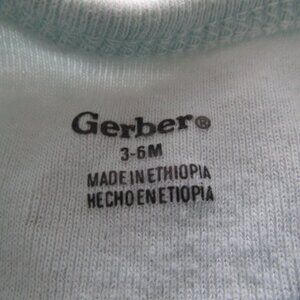 Gerber®
3-6M
MADE IN ETHIOPIA
HECHO EN ETIOPIA